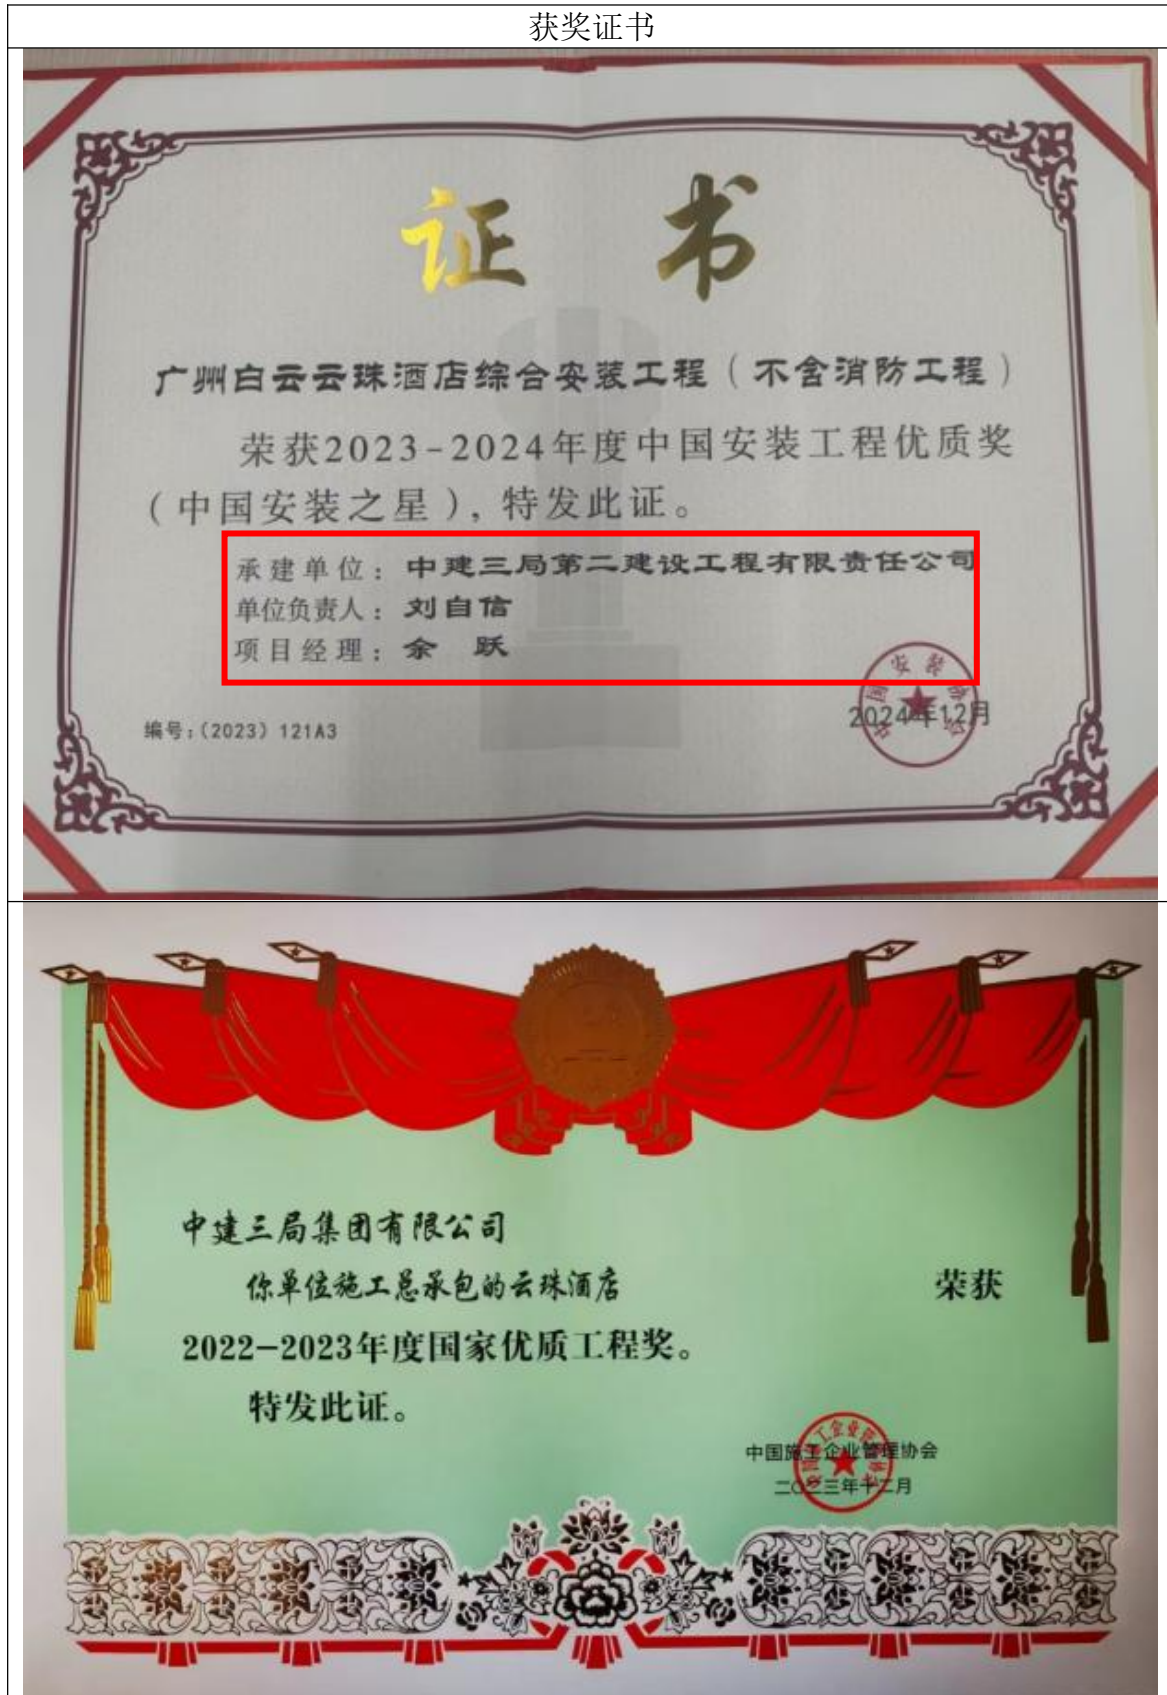 获奖证书
证 书
广州白云云珠酒店综合安装工程（不含消防工程）
荣获2023-2024年度中国安装工程优质奖
（中国安装之星），特发此证。
承建单位：中建三局第二建设工程有限责任公司
单位负责人：刘自信
项目经理：余 跃
2024年12月
编号：(2023) 121A3
中建三局集团有限公司
你单位施工总承包的云珠酒店 荣获
2022—2023年度国家优质工程奖。
特发此证。
中国施工企业管理协会
二〇二三年十二月